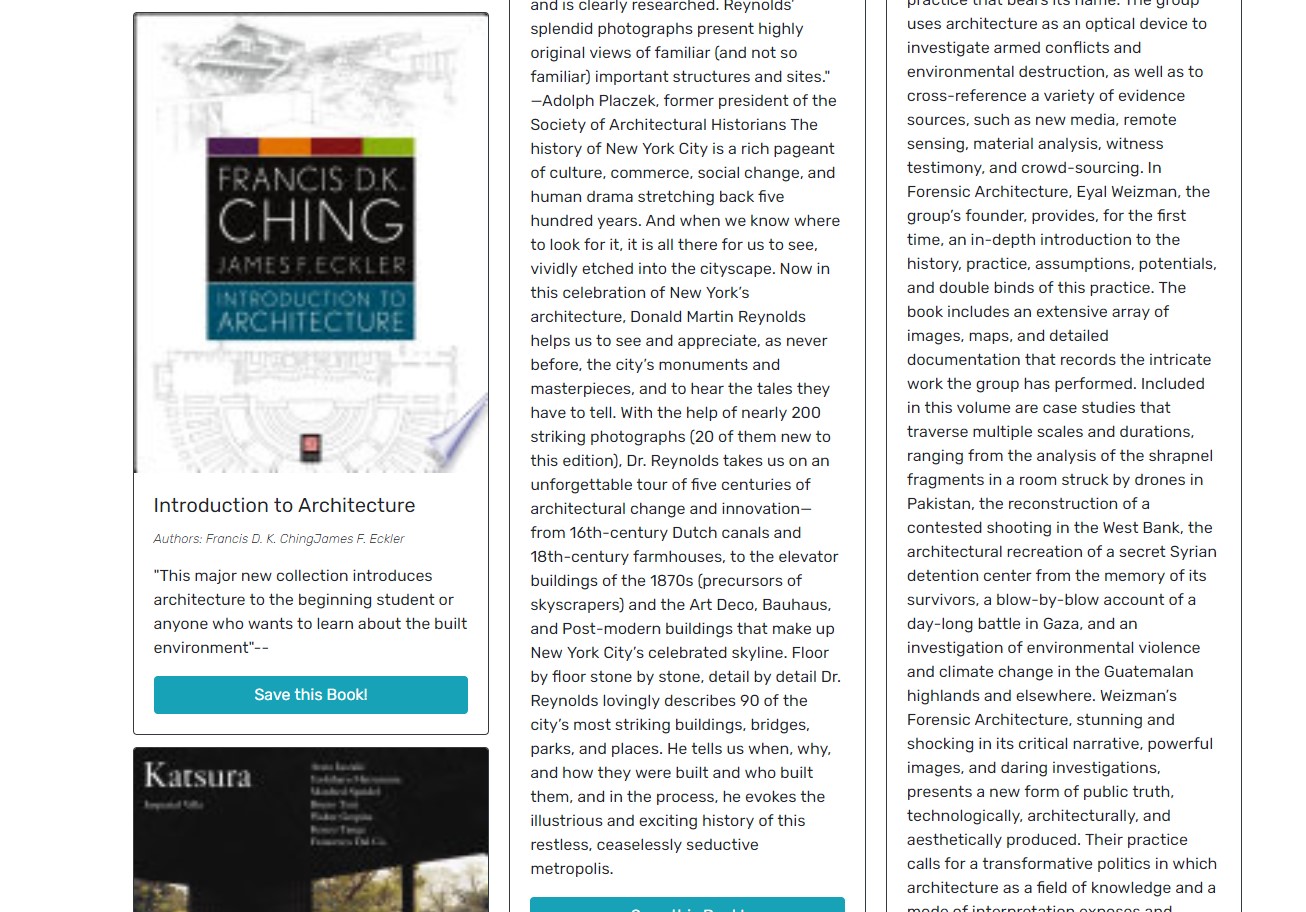 FRANCIS D.K.
CHING
JAMES F. ECKLER
INTRODUCTION TO
ARCHITECTURE
Introduction to Architecture
Authors: Francis D. K. ChingJames F. Eckler
"This major new collection introduces
architecture to the beginning student or
anyone who wants to learn about the built
environment"--
Save this Book!
Katsura
Imperial Villa
and is clearly researched. Reynolds'
splendid photographs present highly
original views of familiar (and not so
familiar) important structures and sites."
—Adolph Placzek, former president of the
Society of Architectural Historians The
history of New York City is a rich pageant
of culture, commerce, social change, and
human drama stretching back five
hundred years. And when we know where
to look for it, it is all there for us to see,
vividly etched into the cityscape. Now in
this celebration of New York's
architecture, Donald Martin Reynolds
helps us to see and appreciate, as never
before, the city's monuments and
masterpieces, and to hear the tales they
have to tell. With the help of nearly 200
striking photographs (20 of them new to
this edition), Dr. Reynolds takes us on an
unforgettable tour of five centuries of
architectural change and innovation—
from 16th-century Dutch canals and
18th-century farmhouses, to the elevator
buildings of the 1870s (precursors of
skyscrapers) and the Art Deco, Bauhaus,
and Post-modern buildings that make up
New York City's celebrated skyline. Floor
by floor stone by stone, detail by detail Dr.
Reynolds lovingly describes 90 of the
city's most striking buildings, bridges,
parks, and places. He tells us when, why,
and how they were built and who built
them, and in the process, he evokes the
illustrious and exciting history of this
restless, ceaselessly seductive
metropolis.
Save this Book!
practice that bears its name. The group
uses architecture as an optical device to
investigate armed conflicts and
environmental destruction, as well as to
cross-reference a variety of evidence
sources, such as new media, remote
sensing, material analysis, witness
testimony, and crowd-sourcing. In
Forensic Architecture, Eyal Weizman, the
group's founder, provides, for the first
time, an in-depth introduction to the
history, practice, assumptions, potentials,
and double binds of this practice. The
book includes an extensive array of
images, maps, and detailed
documentation that records the intricate
work the group has performed. Included
in this volume are case studies that
traverse multiple scales and durations,
ranging from the analysis of the shrapnel
fragments in a room struck by drones in
Pakistan, the reconstruction of a
contested shooting in the West Bank, the
architectural recreation of a secret Syrian
detention center from the memory of its
survivors, a blow-by-blow account of a
day-long battle in Gaza, and an
investigation of environmental violence
and climate change in the Guatemalan
highlands and elsewhere. Weizman's
Forensic Architecture, stunning and
shocking in its critical narrative, powerful
images, and daring investigations,
presents a new form of public truth,
technologically, architecturally, and
aesthetically produced. Their practice
calls for a transformative politics in which
architecture as a field of knowledge and a
mode of interpretation exposes and